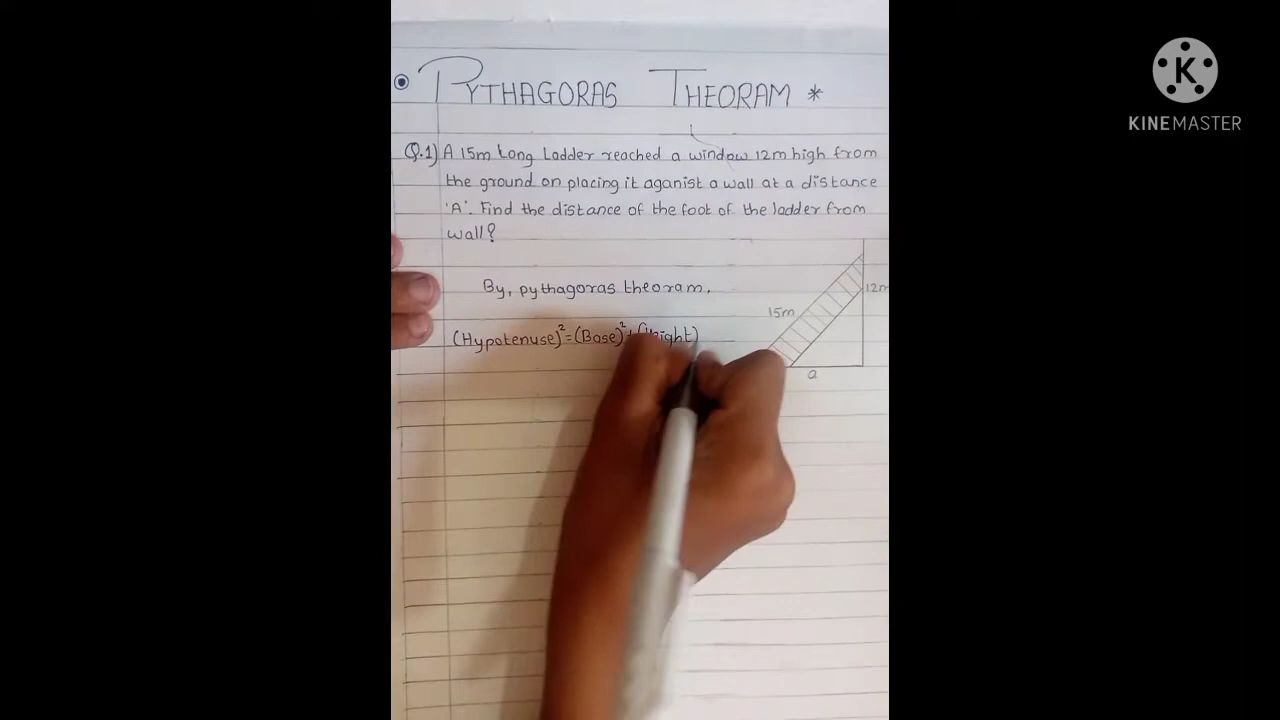 PYTHAGORAS THEORAM *
Q.1) A 15m Long Ladder reached a window 12m high from
the ground on placing it aganist a wall at a distance
'A'. Find the distance of the foot of the ladder from
wall?
By, pythagoras theoram.
(Hypotenuse)²=(Base)²+(Height)
15m
12m
a
K
KINEMASTER